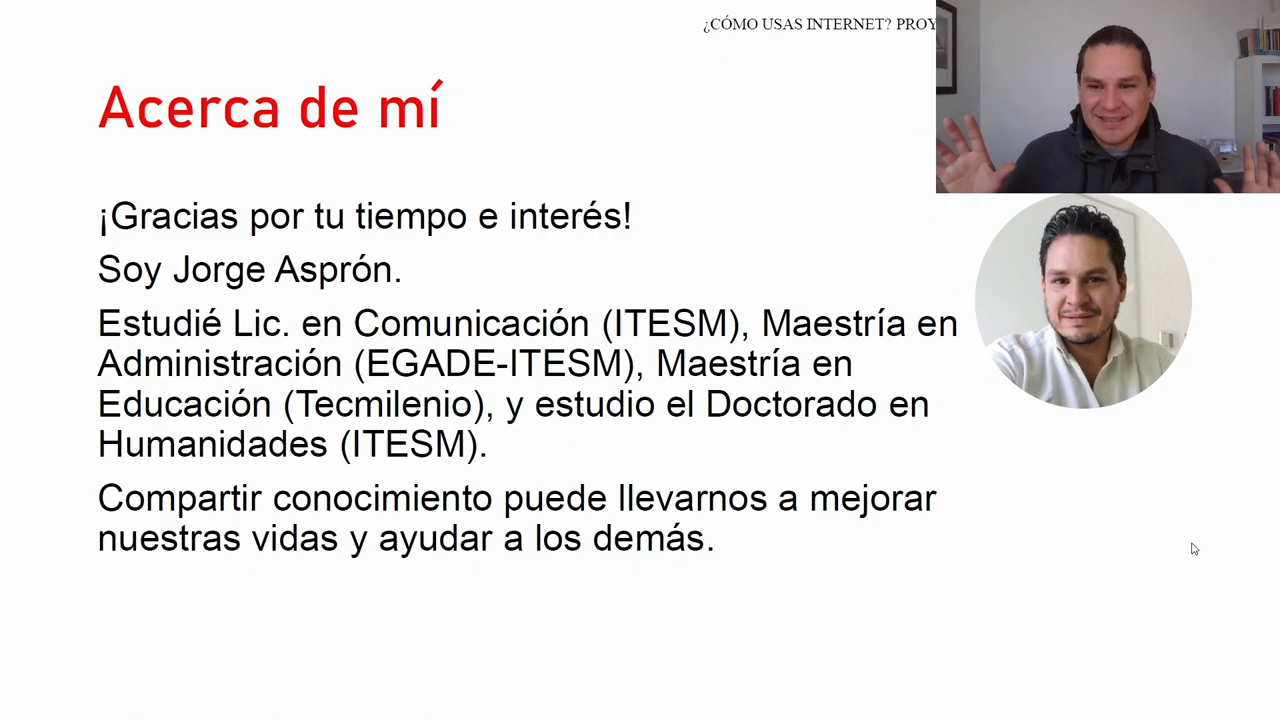 ¿CÓMO USAS INTERNET? PROY
Acerca de mí
¡Gracias por tu tiempo e interés!
Soy Jorge Asprón.
Estudié Lic. en Comunicación (ITESM), Maestría en
Administración (EGADE-ITESM), Maestría en
Educación (Tecmilenio), y estudio el Doctorado en
Humanidades (ITESM).
Compartir conocimiento puede llevarnos a mejorar
nuestras vidas y ayudar a los demás.